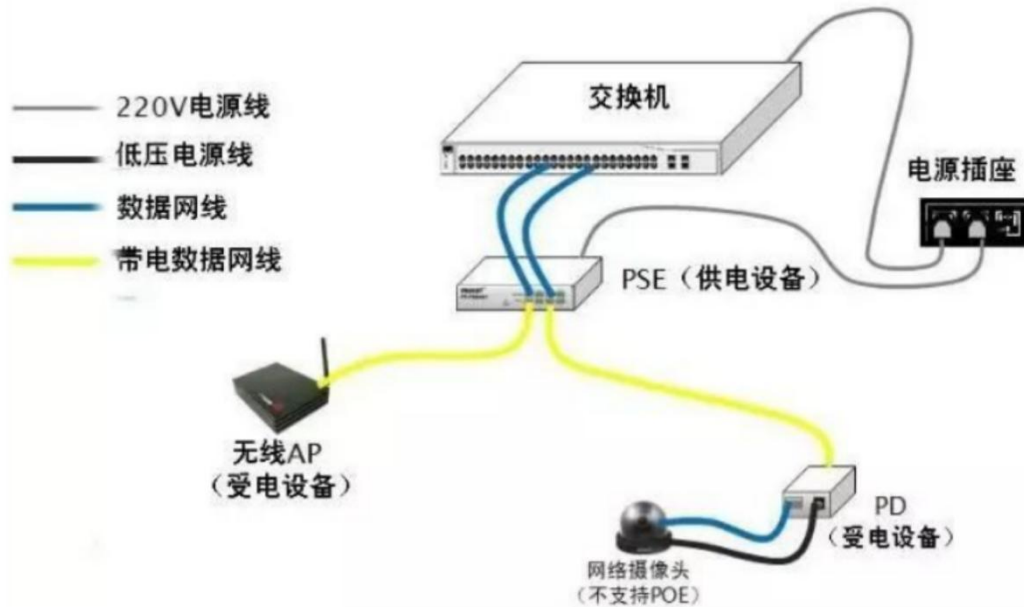 220V电源线
低压电源线
数据网线
带电数据网线
交换机
电源插座
PSE（供电设备）
无线AP
（受电设备）
PD
（受电设备）
网络摄像头
（不支持POE）